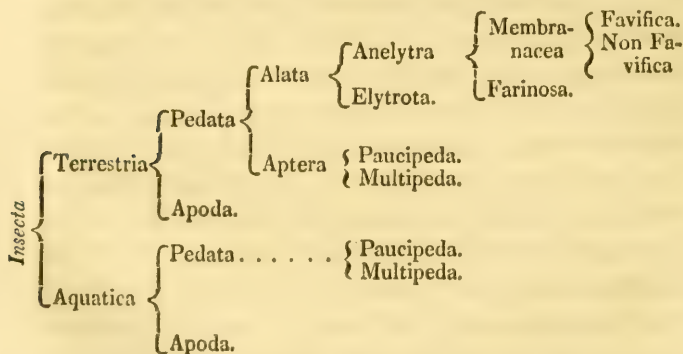 Favifica.
Membra- Non Fa-
Anelytra nacea vifica
Alata
Elytrota. Farinosa.
Pedata
Terrestria Paucipeda.
Aptera Multipeda.
Apoda.
Insecta
Pedata . . . . . . Paucipeda.
Multipeda.
Aquatica
Apoda.